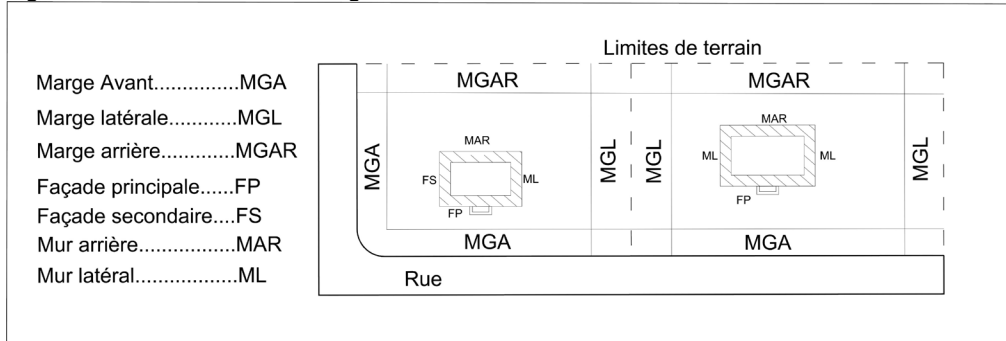 Limites de terrain
Marge Avant...............MGA
Marge latérale............MGL
Marge arrière..............MGAR
Façade principale......FP
Façade secondaire....FS
Mur arrière.................MAR
Mur latéral..................ML
MGAR
MGAR
MGA
MAR
FS
ML
FP
MGL
MGL
MAR
ML
ML
FP
MGL
MGA
MGA
Rue